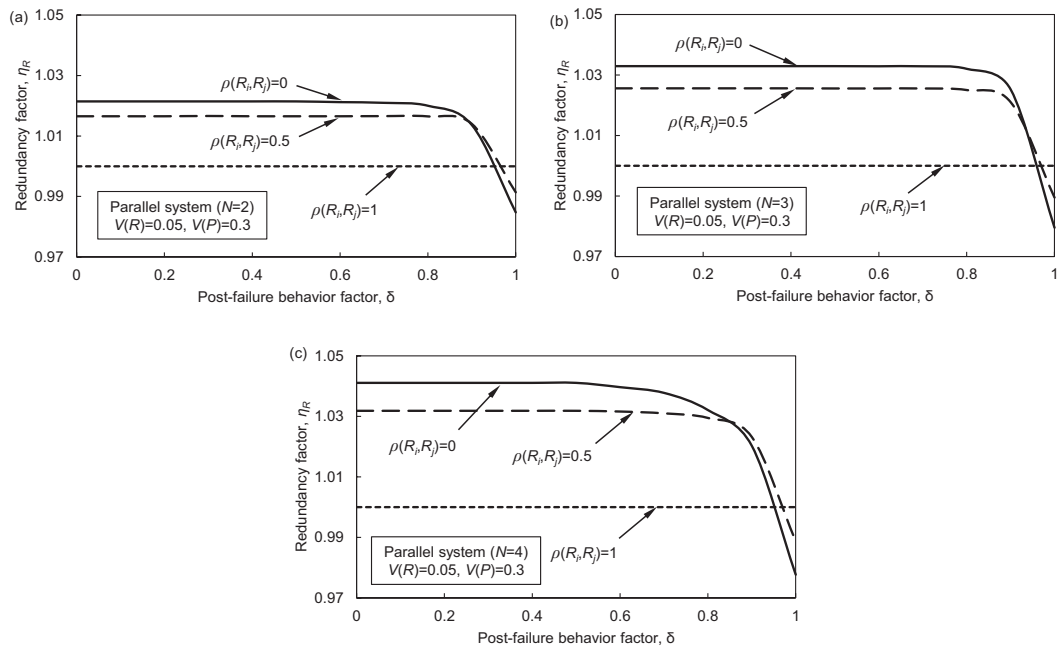 (a)
1.05
1.03
1.01
0.99
0.97
Redundancy factor, ηR
ρ(Ri,Rj)=0
ρ(Ri,Rj)=0.5
ρ(Ri,Rj)=1
Parallel system (N=2)
V(R)=0.05, V(P)=0.3
0 0.2 0.4 0.6 0.8 1
Post-failure behavior factor, δ
(b)
1.05
1.03
1.01
0.99
0.97
Redundancy factor, ηR
ρ(Ri,Rj)=0
ρ(Ri,Rj)=0.5
ρ(Ri,Rj)=1
Parallel system (N=3)
V(R)=0.05, V(P)=0.3
0 0.2 0.4 0.6 0.8 1
Post-failure behavior factor, δ
(c)
1.05
1.03
1.01
0.99
0.97
Redundancy factor, ηR
ρ(Ri,Rj)=0
ρ(Ri,Rj)=0.5
ρ(Ri,Rj)=1
Parallel system (N=4)
V(R)=0.05, V(P)=0.3
0 0.2 0.4 0.6 0.8 1
Post-failure behavior factor, δ